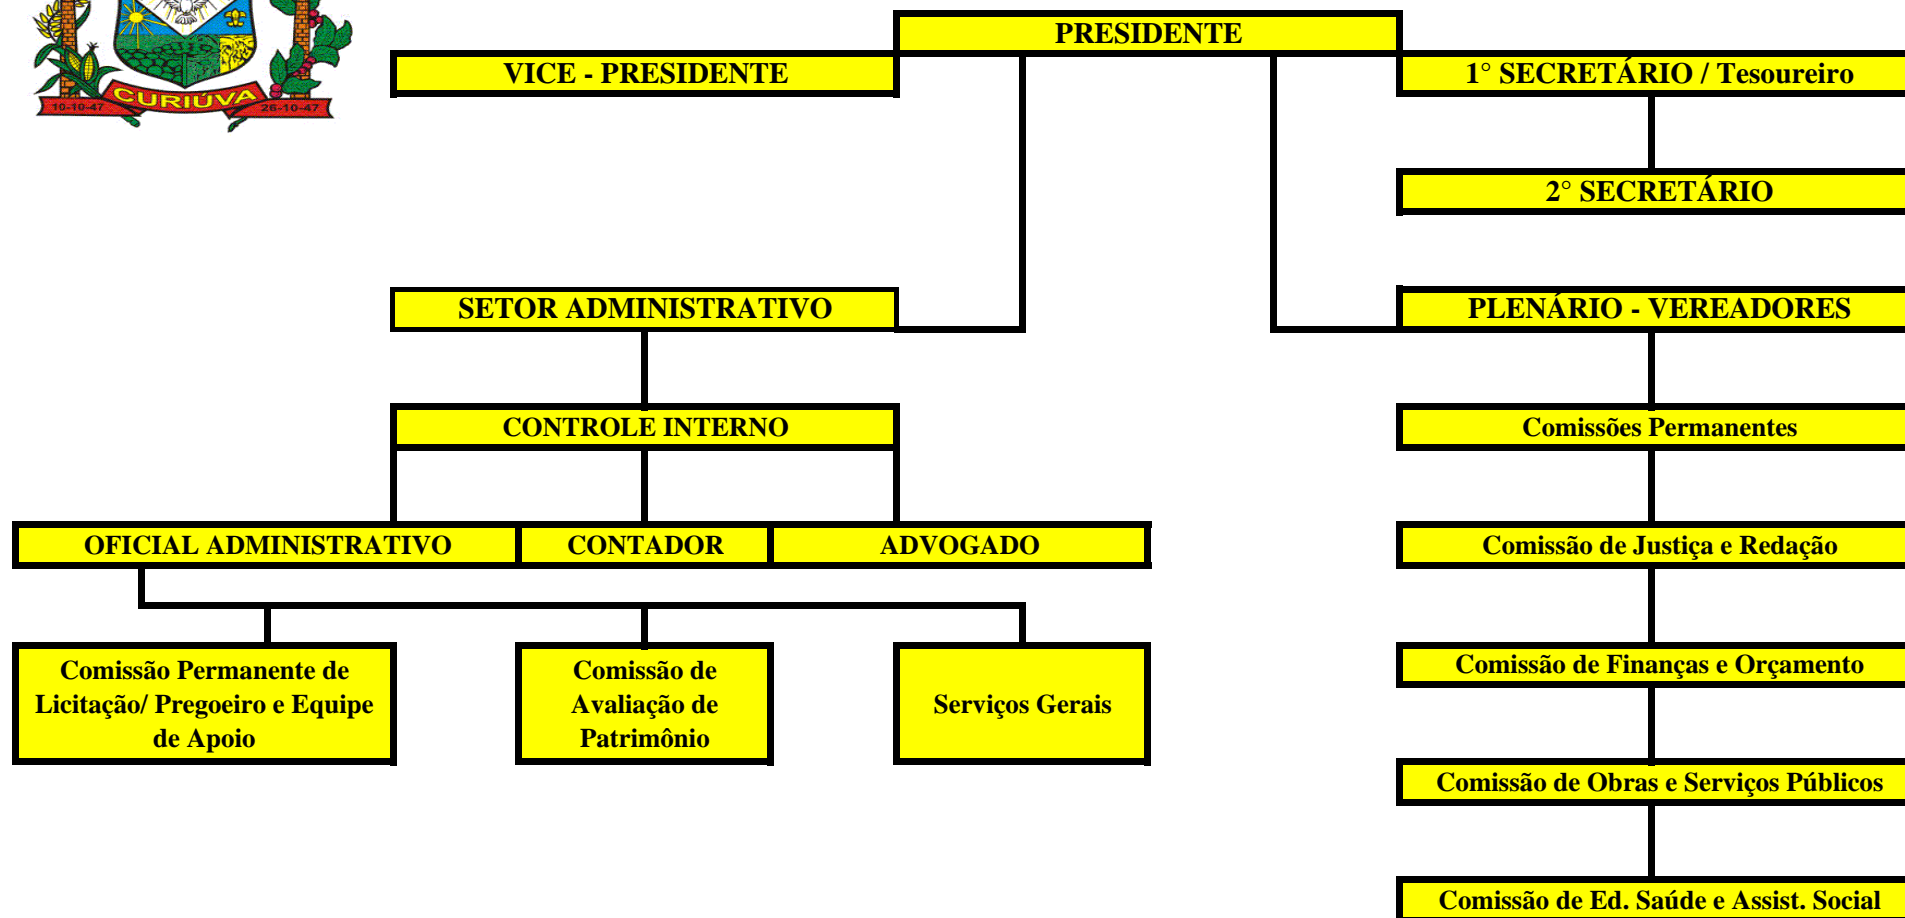 PRESIDENTE
VICE - PRESIDENTE
1° SECRETÁRIO / Tesoureiro
10-10-47
CURIÚVA
26-10-47
2° SECRETÁRIO
SETOR ADMINISTRATIVO
PLENÁRIO - VEREADORES
CONTROLE INTERNO
Comissões Permanentes
OFICIAL ADMINISTRATIVO
CONTADOR
ADVOGADO
Comissão de Justiça e Redação
Comissão Permanente de
Licitação/ Pregoeiro e Equipe
de Apoio
Comissão de
Avaliação de
Patrimônio
Serviços Gerais
Comissão de Finanças e Orçamento
Comissão de Obras e Serviços Públicos
Comissão de Ed. Saúde e Assist. Social